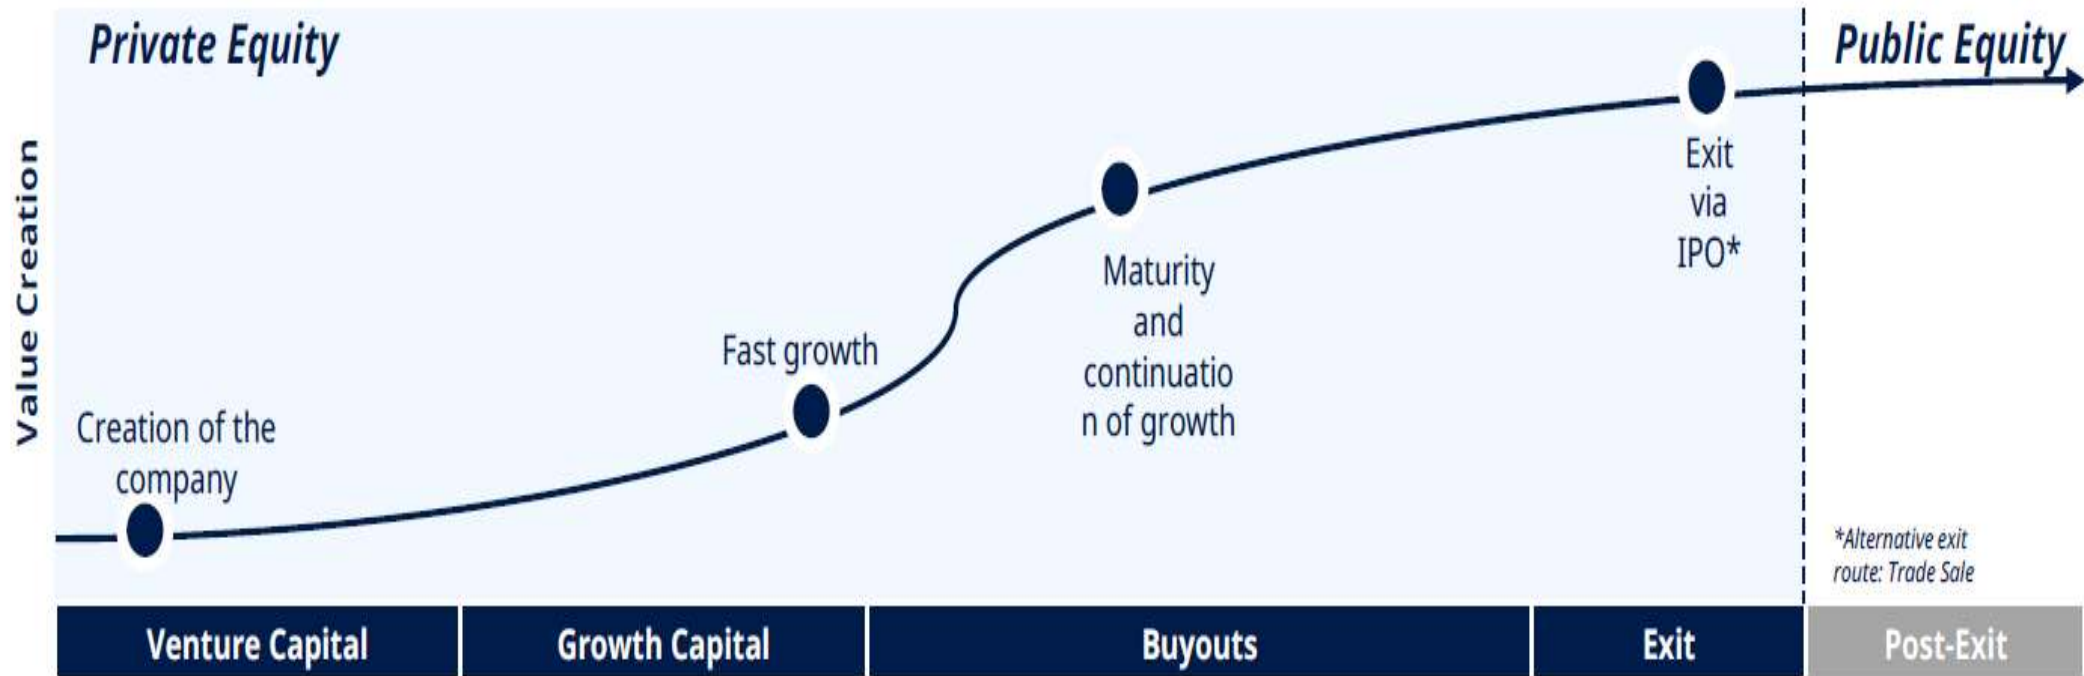 Private Equity
Public Equity
Value Creation
Creation of the
company
Fast growth
Maturity
and
continuatio
n of growth
Exit
via
IPO*
*Alternative exit
route: Trade Sale
Venture Capital
Growth Capital
Buyouts
Exit
Post-Exit